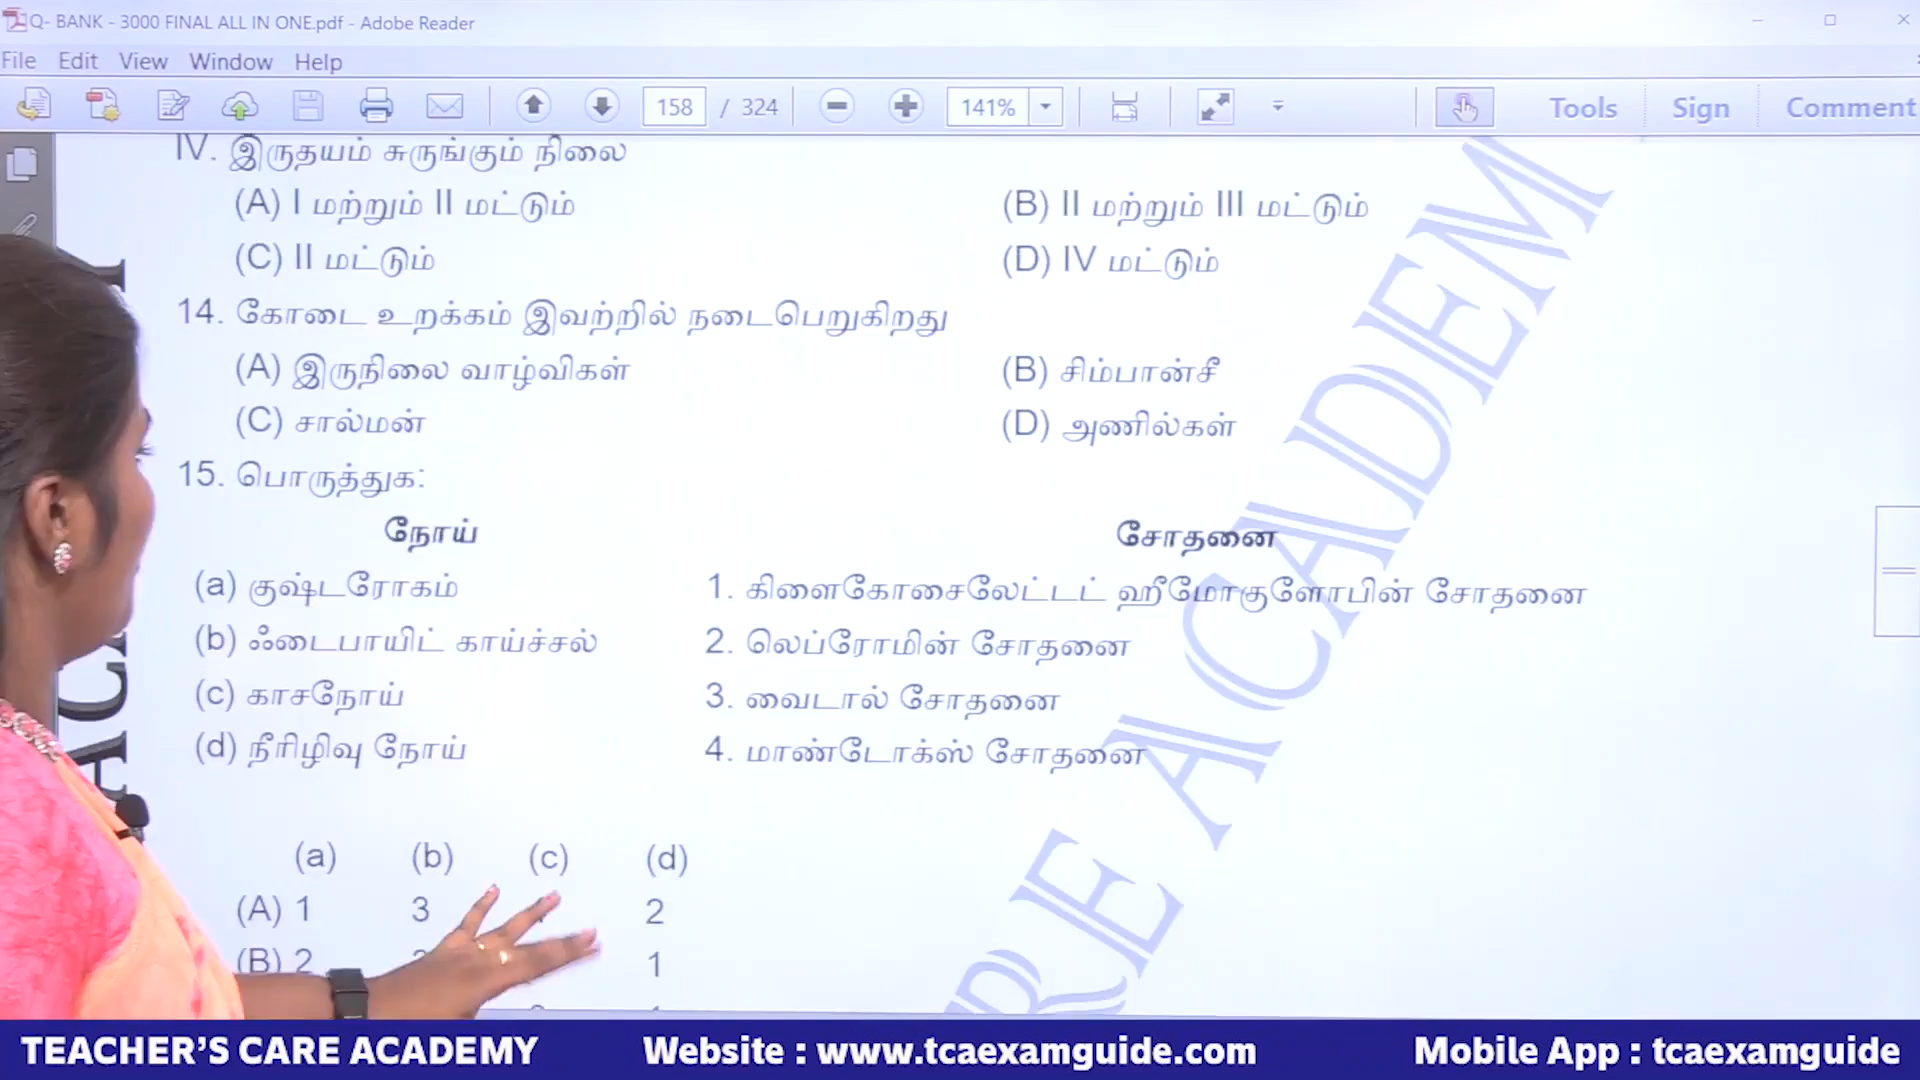 Q- BANK - 3000 FINAL ALL IN ONE.pdf - Adobe Reader
File Edit View Window Help
158 / 324 141% Tools Sign Comment
IV. இருதயம் சுருங்கும் நிலை
(A) I மற்றும் II மட்டும் (B) II மற்றும் III மட்டும்
(C) II மட்டும் (D) IV மட்டும்
14. கோடை உறக்கம் இவற்றில் நடைபெறுகிறது
(A) இருநிலை வாழ்விகள் (B) சிம்பான்சீ
(C) சால்மன் (D) அணில்கள்
15. பொருத்துக:
நோய் சோதனை
(a) குஷ்டரோகம் 1. கிளைகோசைலேட்டட் ஹீமோகுளோபின் சோதனை
(b) ஃடைபாயிட் காய்ச்சல் 2. லெப்ரோமின் சோதனை
(c) காசநோய் 3. வைடால் சோதனை
(d) நீரிழிவு நோய் 4. மாண்டோக்ஸ் சோதனை
(a) (b) (c) (d)
(A) 1 3 2
(B) 2 1
RE ACADEM
TEACHER'S CARE ACADEMY Website : www.tcaexamguide.com Mobile App : tcaexamguide